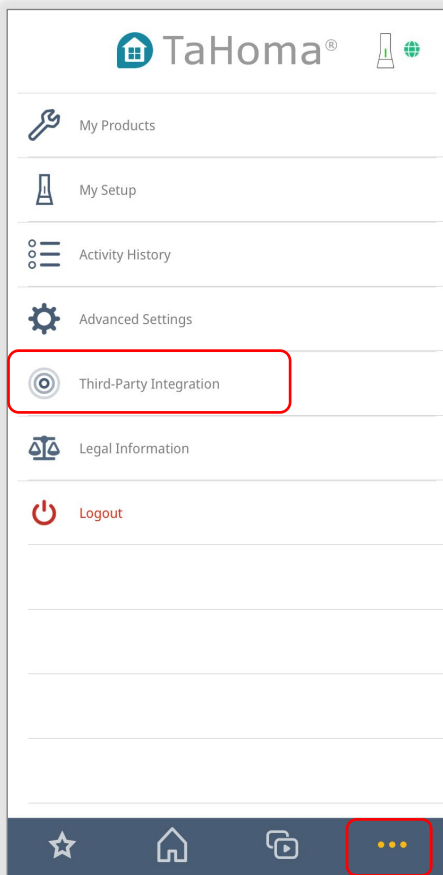 TaHoma®
My Products
My Setup
Activity History
Advanced Settings
Third-Party Integration
Legal Information
Logout